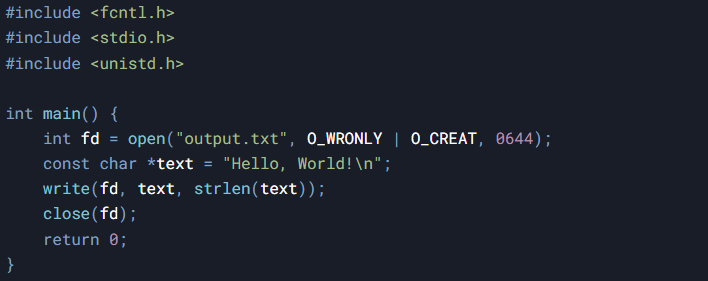 #include <fcntl.h>
#include <stdio.h>
#include <unistd.h>

int main() {
    int fd = open("output.txt", O_WRONLY | O_CREAT, 0644);
    const char *text = "Hello, World!\n";
    write(fd, text, strlen(text));
    close(fd);
    return 0;
}